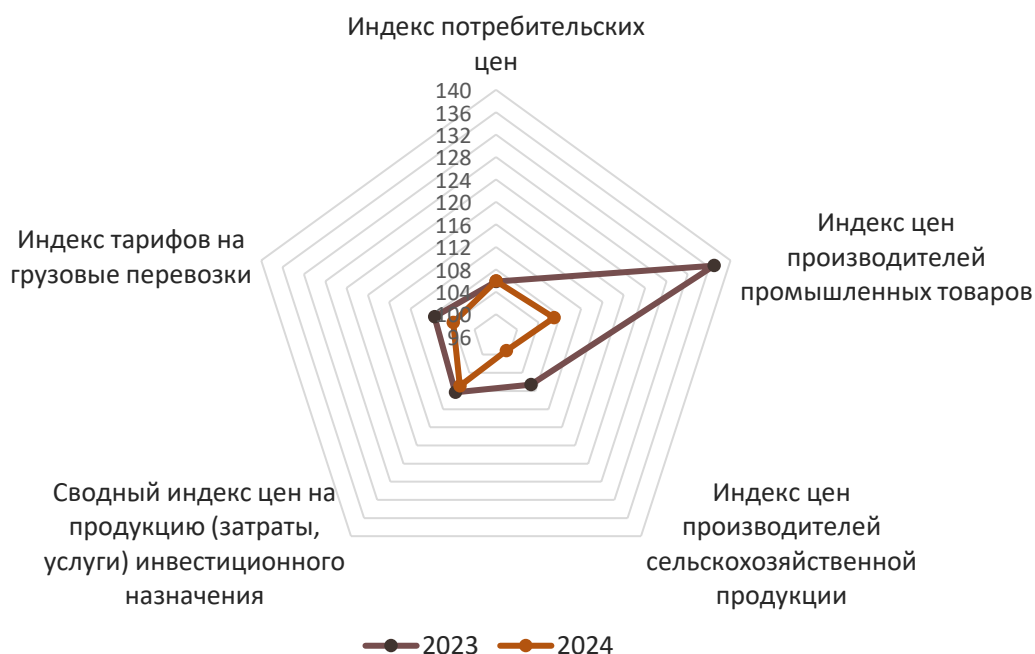 Индекс потребительских
цен
140
136
132
128
124
120
116
112
108
104
100
96
Индекс цен
производителей
промышленных товаров
Индекс тарифов на
грузовые перевозки
Индекс цен
производителей
сельскохозяйственной
продукции
Сводный индекс цен на
продукцию (затраты,
услуги) инвестиционного
назначения
2023 2024